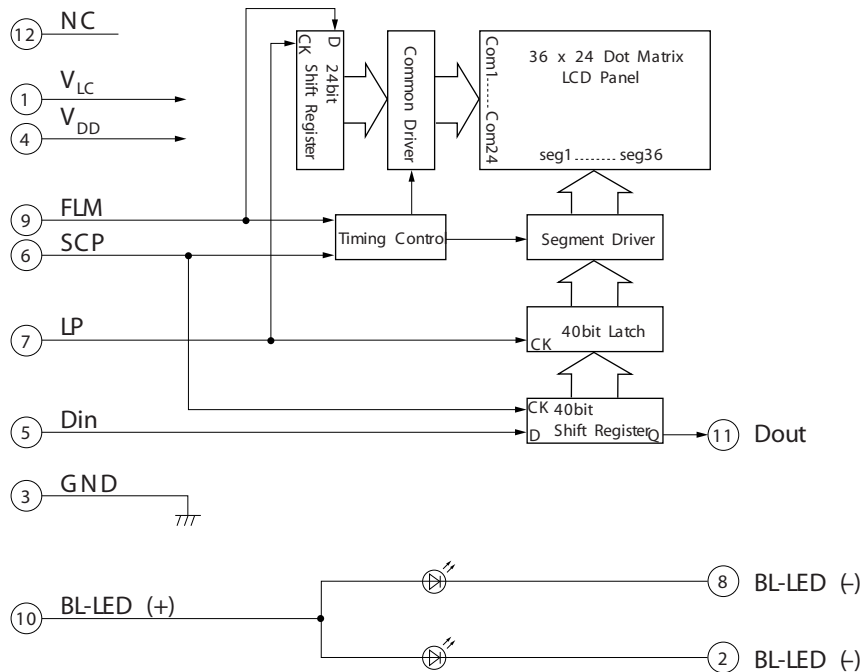 12 NC
1 VLC
4 VDD
9 FLM
6 SCP
7 LP
5 Din
3 GND
10 BL-LED (+)
D
CK
24bit
Shift Register
Common Driver
Com1......Com24
36 x 24 Dot Matrix
LCD Panel
seg1 ........ seg36
Timing Control
Segment Driver
40bit Latch
CK
CK 40bit
D Shift Register Q
11 Dout
8 BL-LED (–)
2 BL-LED (–)